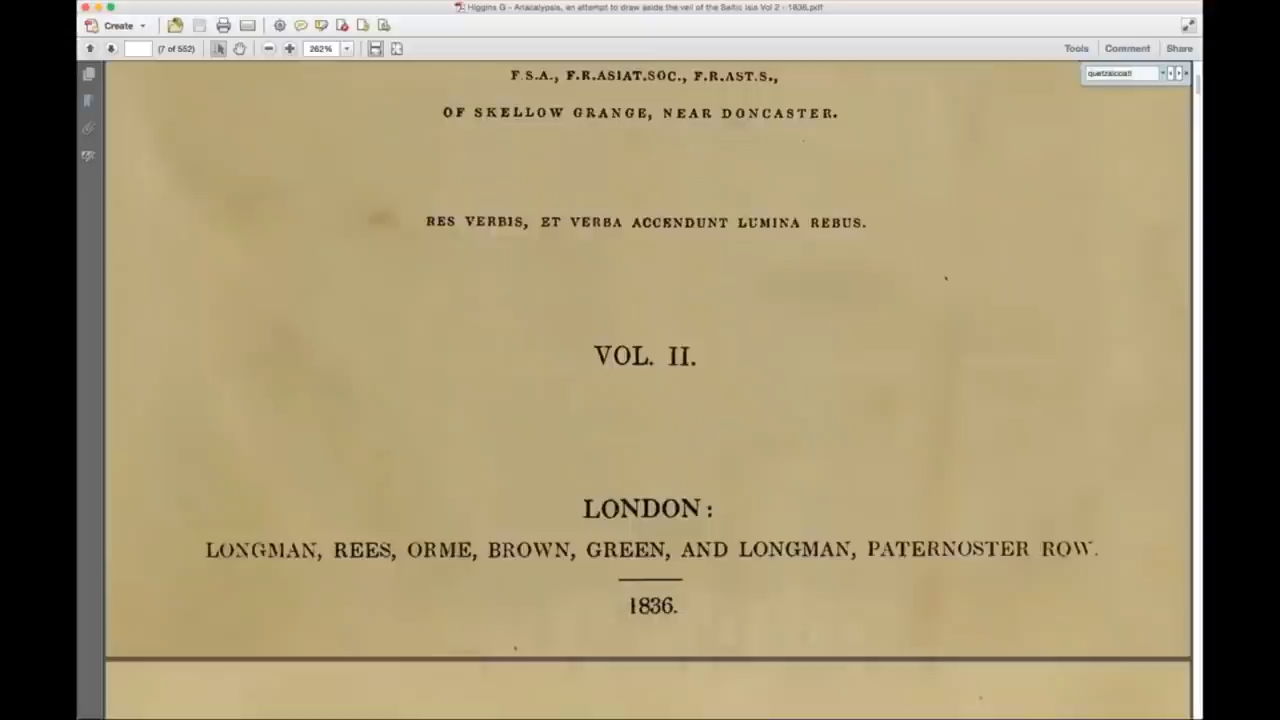 Higgins G - Anacalypsis, an attempt to draw aside the veil of the Saitic Isis Vol 2 - 1836.pdf
Create
(7 of 552)
262%
Tools
Comment
Share
quetzalcoatl
F.S.A., F.R.ASIAT.SOC., F.R.AST.S.,
OF SKELLOW GRANGE, NEAR DONCASTER.
RES VERBIS, ET VERBA ACCENDUNT LUMINA REBUS.
VOL. II.
LONDON:
LONGMAN, REES, ORME, BROWN, GREEN, AND LONGMAN, PATERNOSTER ROW.
1836.